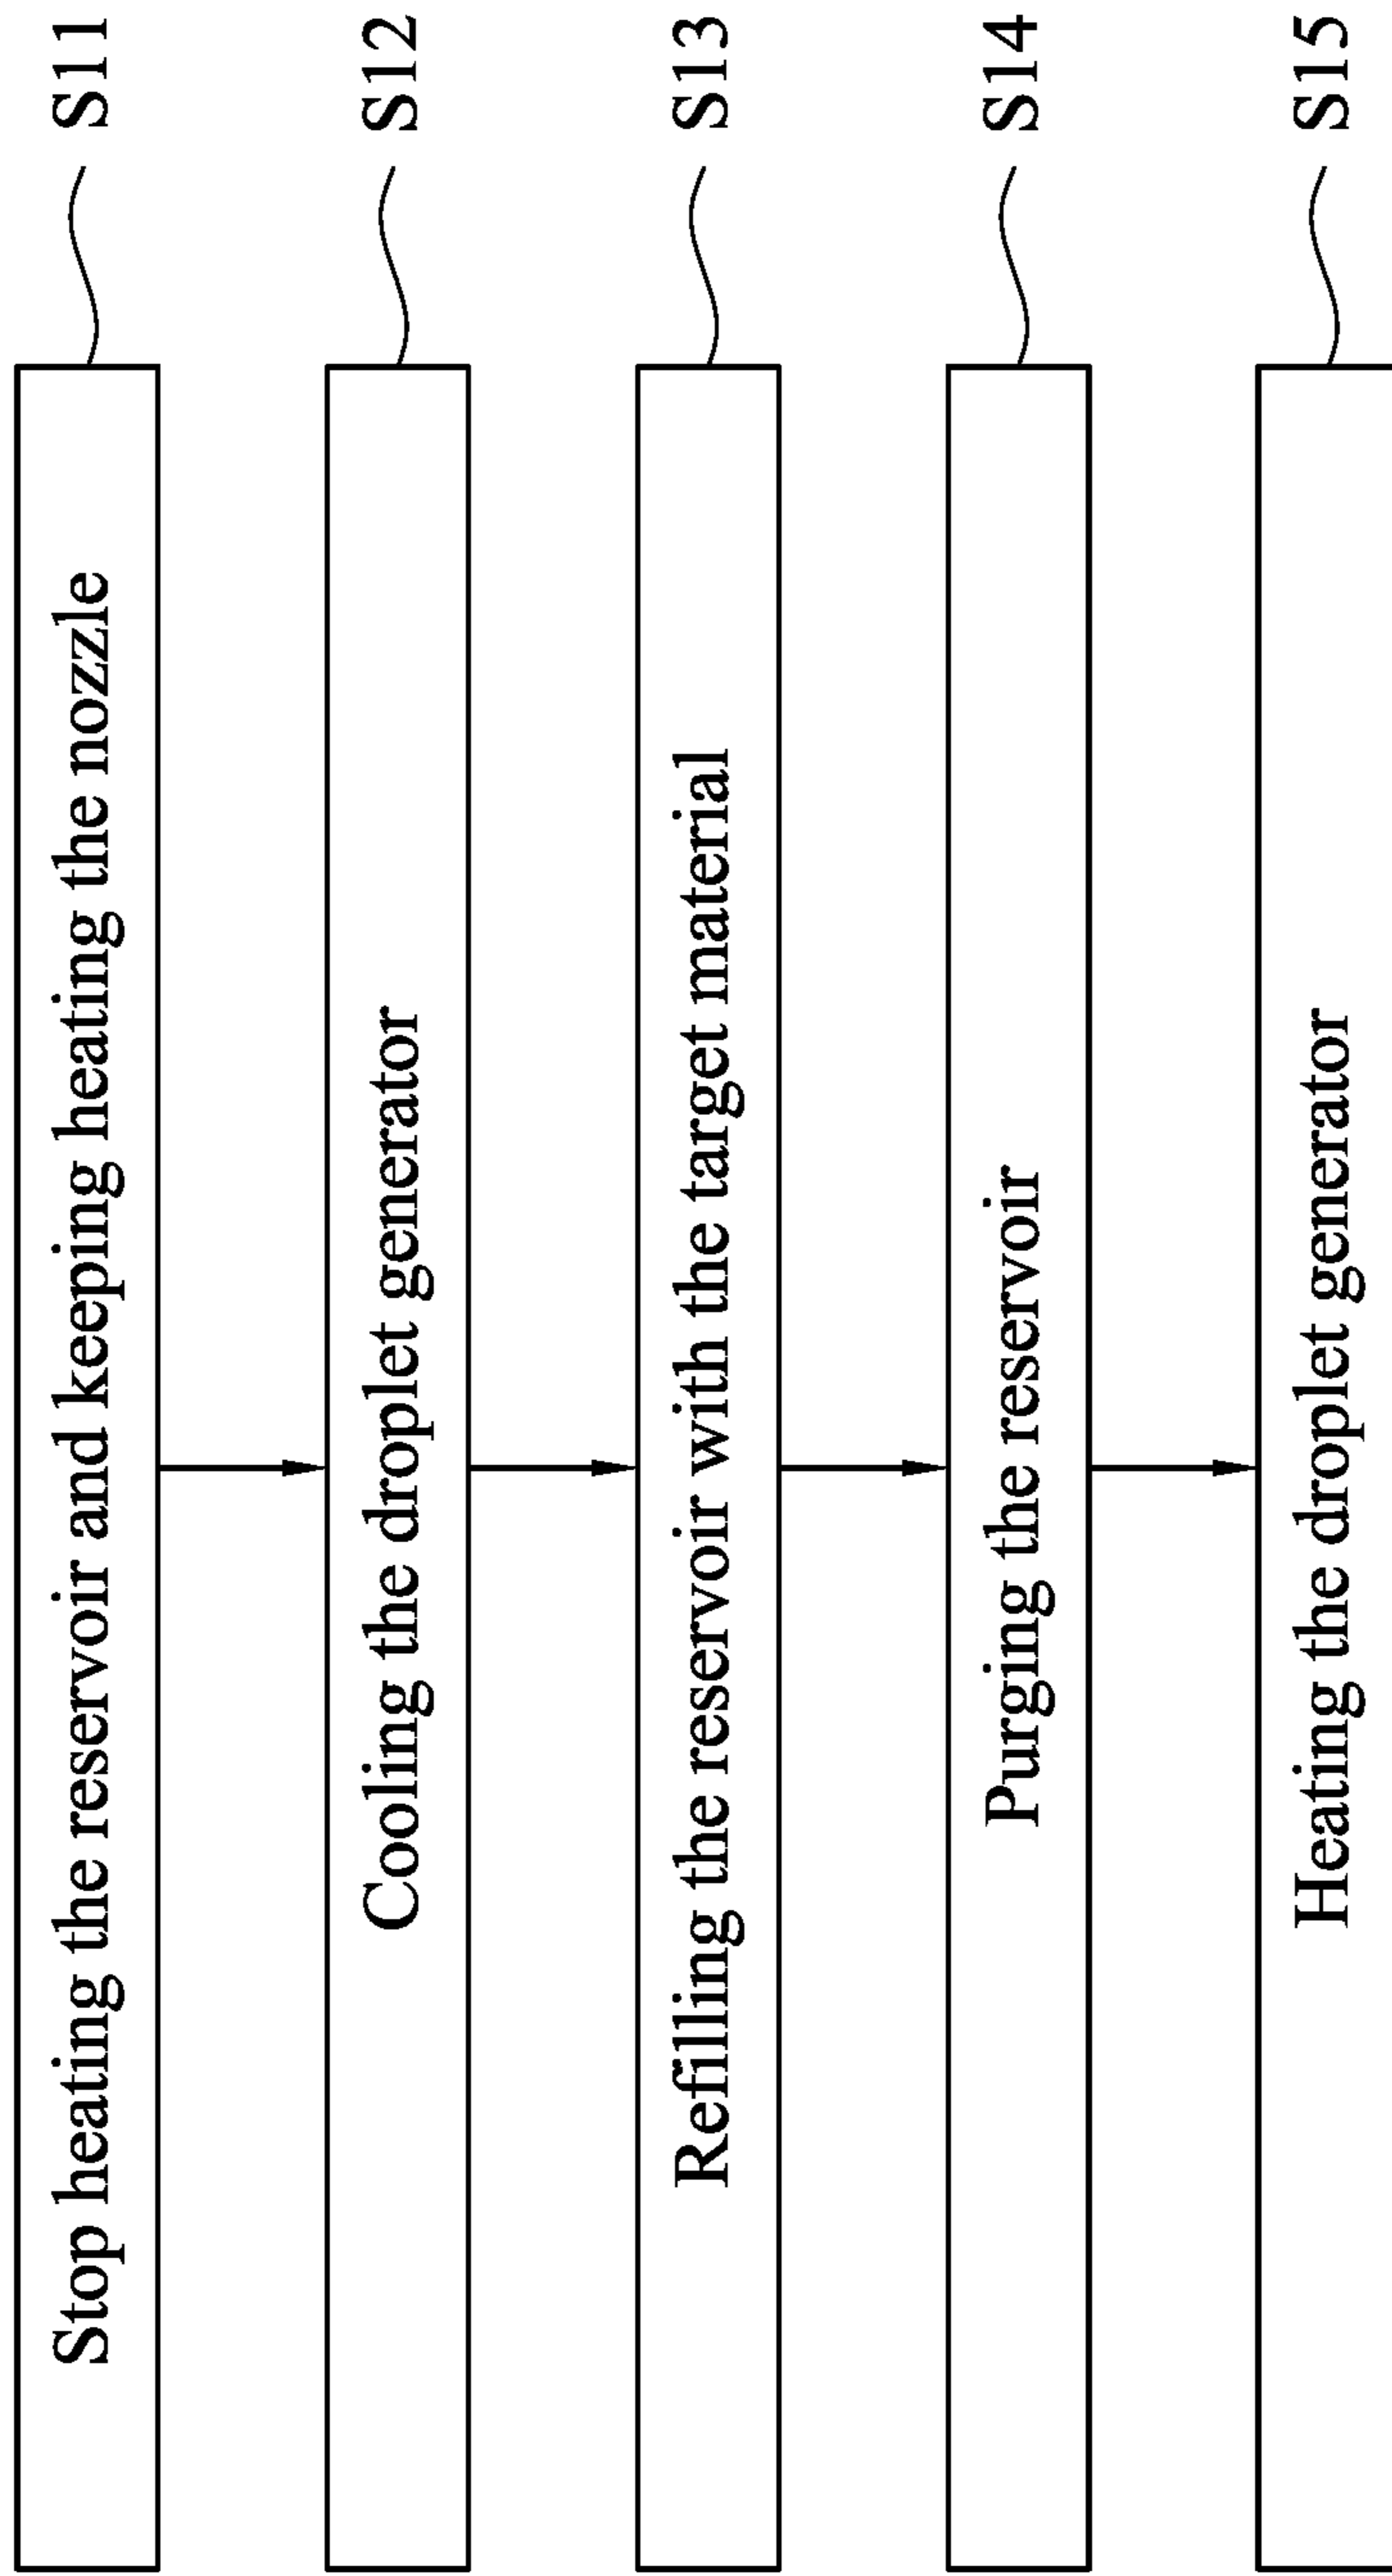 Stop heating the reservoir and keeping heating the nozzle
S11
Cooling the droplet generator
S12
Refilling the reservoir with the target material
S13
Purging the reservoir
S14
Heating the droplet generator
S15